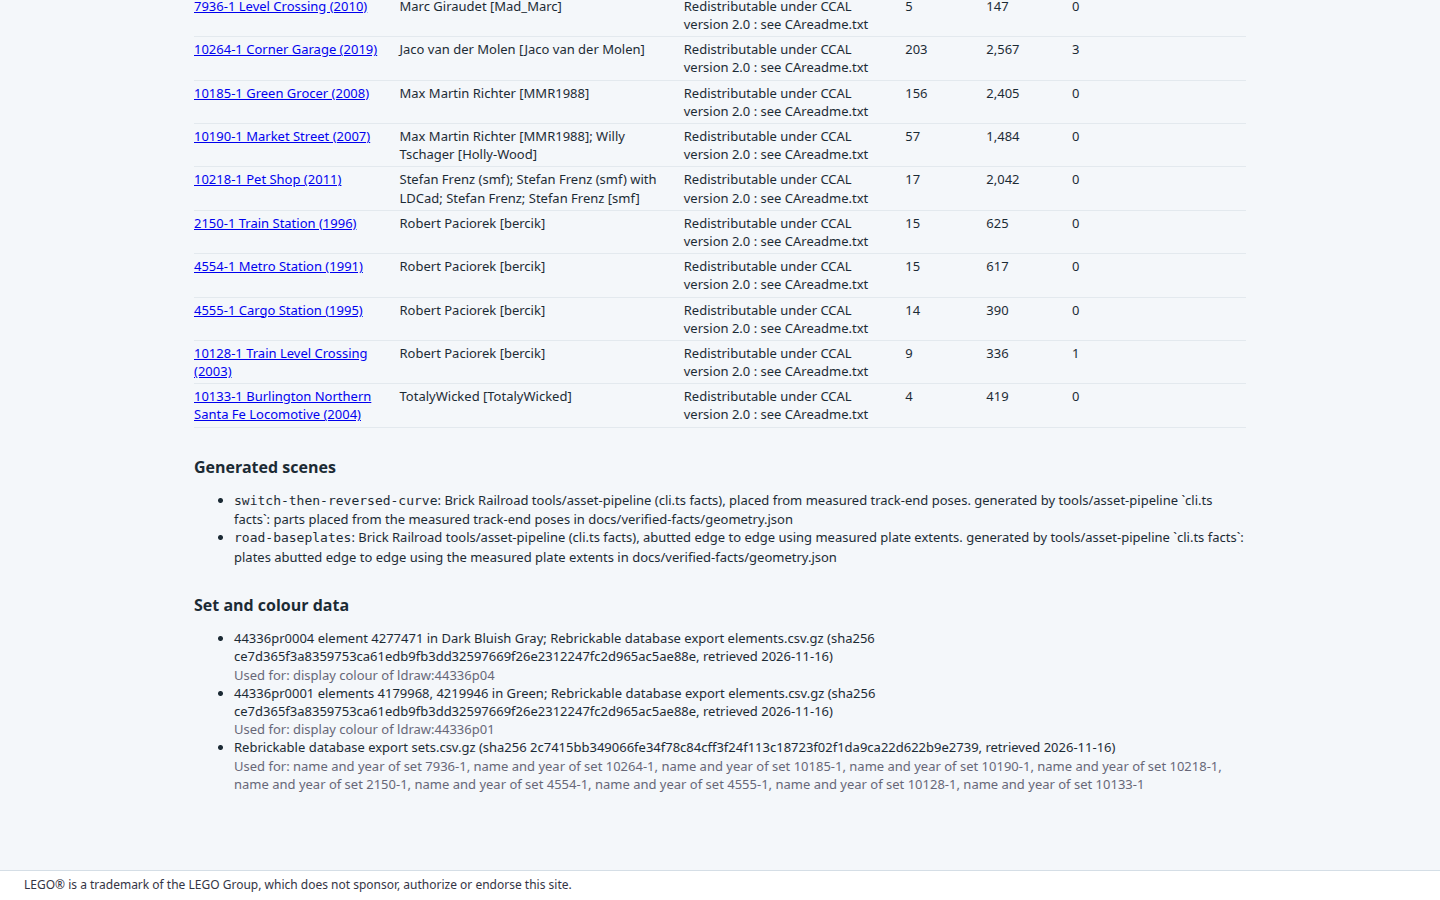 7936-1 Level Crossing (2010) Marc Giraudet [Mad_Marc] Redistributable under CCAL 5 147 0
version 2.0 : see CAreadme.txt
10264-1 Corner Garage (2019) Jaco van der Molen [Jaco van der Molen] Redistributable under CCAL 203 2,567 3
version 2.0 : see CAreadme.txt
10185-1 Green Grocer (2008) Max Martin Richter [MMR1988] Redistributable under CCAL 156 2,405 0
version 2.0 : see CAreadme.txt
10190-1 Market Street (2007) Max Martin Richter [MMR1988]; Willy Redistributable under CCAL 57 1,484 0
Tschager [Holly-Wood] version 2.0 : see CAreadme.txt
10218-1 Pet Shop (2011) Stefan Frenz (smf); Stefan Frenz (smf) with Redistributable under CCAL 17 2,042 0
LDCad; Stefan Frenz; Stefan Frenz [smf] version 2.0 : see CAreadme.txt
2150-1 Train Station (1996) Robert Paciorek [bercik] Redistributable under CCAL 15 625 0
version 2.0 : see CAreadme.txt
4554-1 Metro Station (1991) Robert Paciorek [bercik] Redistributable under CCAL 15 617 0
version 2.0 : see CAreadme.txt
4555-1 Cargo Station (1995) Robert Paciorek [bercik] Redistributable under CCAL 14 390 0
version 2.0 : see CAreadme.txt
10128-1 Train Level Crossing Robert Paciorek [bercik] Redistributable under CCAL 9 336 1
(2003) version 2.0 : see CAreadme.txt
10133-1 Burlington Northern TotalyWicked [TotalyWicked] Redistributable under CCAL 4 419 0
Santa Fe Locomotive (2004) version 2.0 : see CAreadme.txt
Generated scenes
switch-then-reversed-curve: Brick Railroad tools/asset-pipeline (cli.ts facts), placed from measured track-end poses. generated by tools/asset-pipeline `cli.ts
facts`: parts placed from the measured track-end poses in docs/verified-facts/geometry.json
road-baseplates: Brick Railroad tools/asset-pipeline (cli.ts facts), abutted edge to edge using measured plate extents. generated by tools/asset-pipeline `cli.ts facts`:
plates abutted edge to edge using the measured plate extents in docs/verified-facts/geometry.json
Set and colour data
44336pr0004 element 4277471 in Dark Bluish Gray; Rebrickable database export elements.csv.gz (sha256
ce7d365f3a8359753ca61edb9fb3dd32597669f26e2312247fc2d965ac5ae88e, retrieved 2026-11-16)
Used for: display colour of ldraw:44336p04
44336pr0001 elements 4179968, 4219946 in Green; Rebrickable database export elements.csv.gz (sha256
ce7d365f3a8359753ca61edb9fb3dd32597669f26e2312247fc2d965ac5ae88e, retrieved 2026-11-16)
Used for: display colour of ldraw:44336p01
Rebrickable database export sets.csv.gz (sha256 2c7415bb349066fe34f78c84cff3f24f113c18723f02f1da9ca22d622b9e2739, retrieved 2026-11-16)
Used for: name and year of set 7936-1, name and year of set 10264-1, name and year of set 10185-1, name and year of set 10190-1, name and year of set 10218-1,
name and year of set 2150-1, name and year of set 4554-1, name and year of set 4555-1, name and year of set 10128-1, name and year of set 10133-1
LEGO® is a trademark of the LEGO Group, which does not sponsor, authorize or endorse this site.